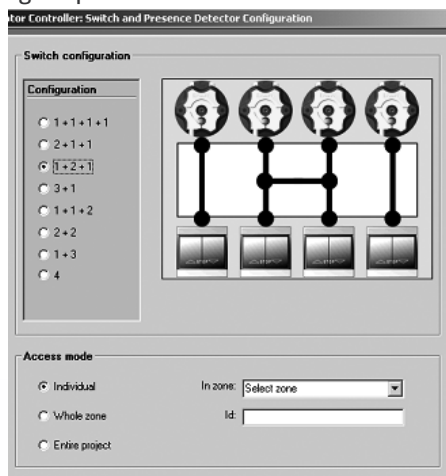 tor Controller: Switch and Presence Detector Configuration
Switch configuration
Configuration
1+1+1+1
2+1+1
1+2+1
3+1
1+1+2
2+2
1+3
4
Access mode
Individual
In zone: Select zone
Whole zone
Id:
Entire project